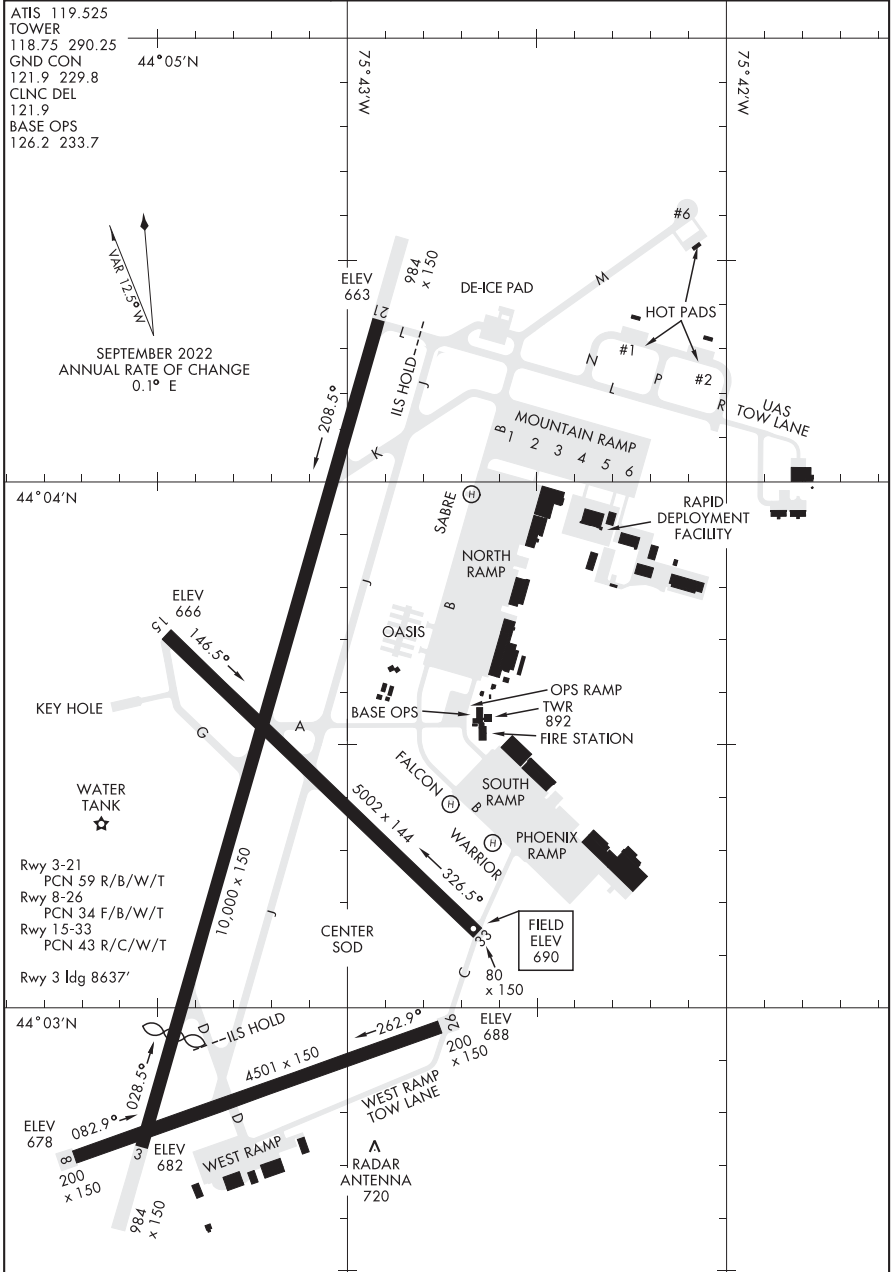 ATIS 119.525
TOWER
118.75 290.25
GND CON
121.9 229.8
CLNC DEL
121.9
BASE OPS
126.2 233.7
44°05'N
75°43'W
75°42'W
VAR 12.5° W
SEPTEMBER 2022
ANNUAL RATE OF CHANGE
0.1° E
ELEV
663
984
x 150
21
L
ILS HOLD
J
208.5°
K
DE-ICE PAD
M
#6
HOT PADS
#1
#2
N
L
P
R
UAS
TOW LANE
B
MOUNTAIN RAMP
1 2 3 4 5 6
44°04'N
SABRE
H
RAPID
DEPLOYMENT
FACILITY
NORTH
RAMP
J
B
ELEV
666
15
146.5°
OASIS
KEY HOLE
G
A
BASE OPS
OPS RAMP
TWR
892
FIRE STATION
FALCON
H
B
SOUTH
RAMP
WARRIOR
H
PHOENIX
RAMP
WATER
TANK
5002 x 144
326.5°
Rwy 3-21
PCN 59 R/B/W/T
Rwy 8-26
PCN 34 F/B/W/T
Rwy 15-33
PCN 43 R/C/W/T
Rwy 3 ldg 8637'
10,000 x 150
J
CENTER
SOD
33
FIELD
ELEV
690
80
x 150
C
44°03'N
D
ILS HOLD
262.9°
26
ELEV
688
200
x 150
4501 x 150
028.5°
WEST RAMP
TOW LANE
ELEV
678
082.9°
D
8
3
ELEV
682
WEST RAMP
200
x 150
984
x 150
RADAR
ANTENNA
720